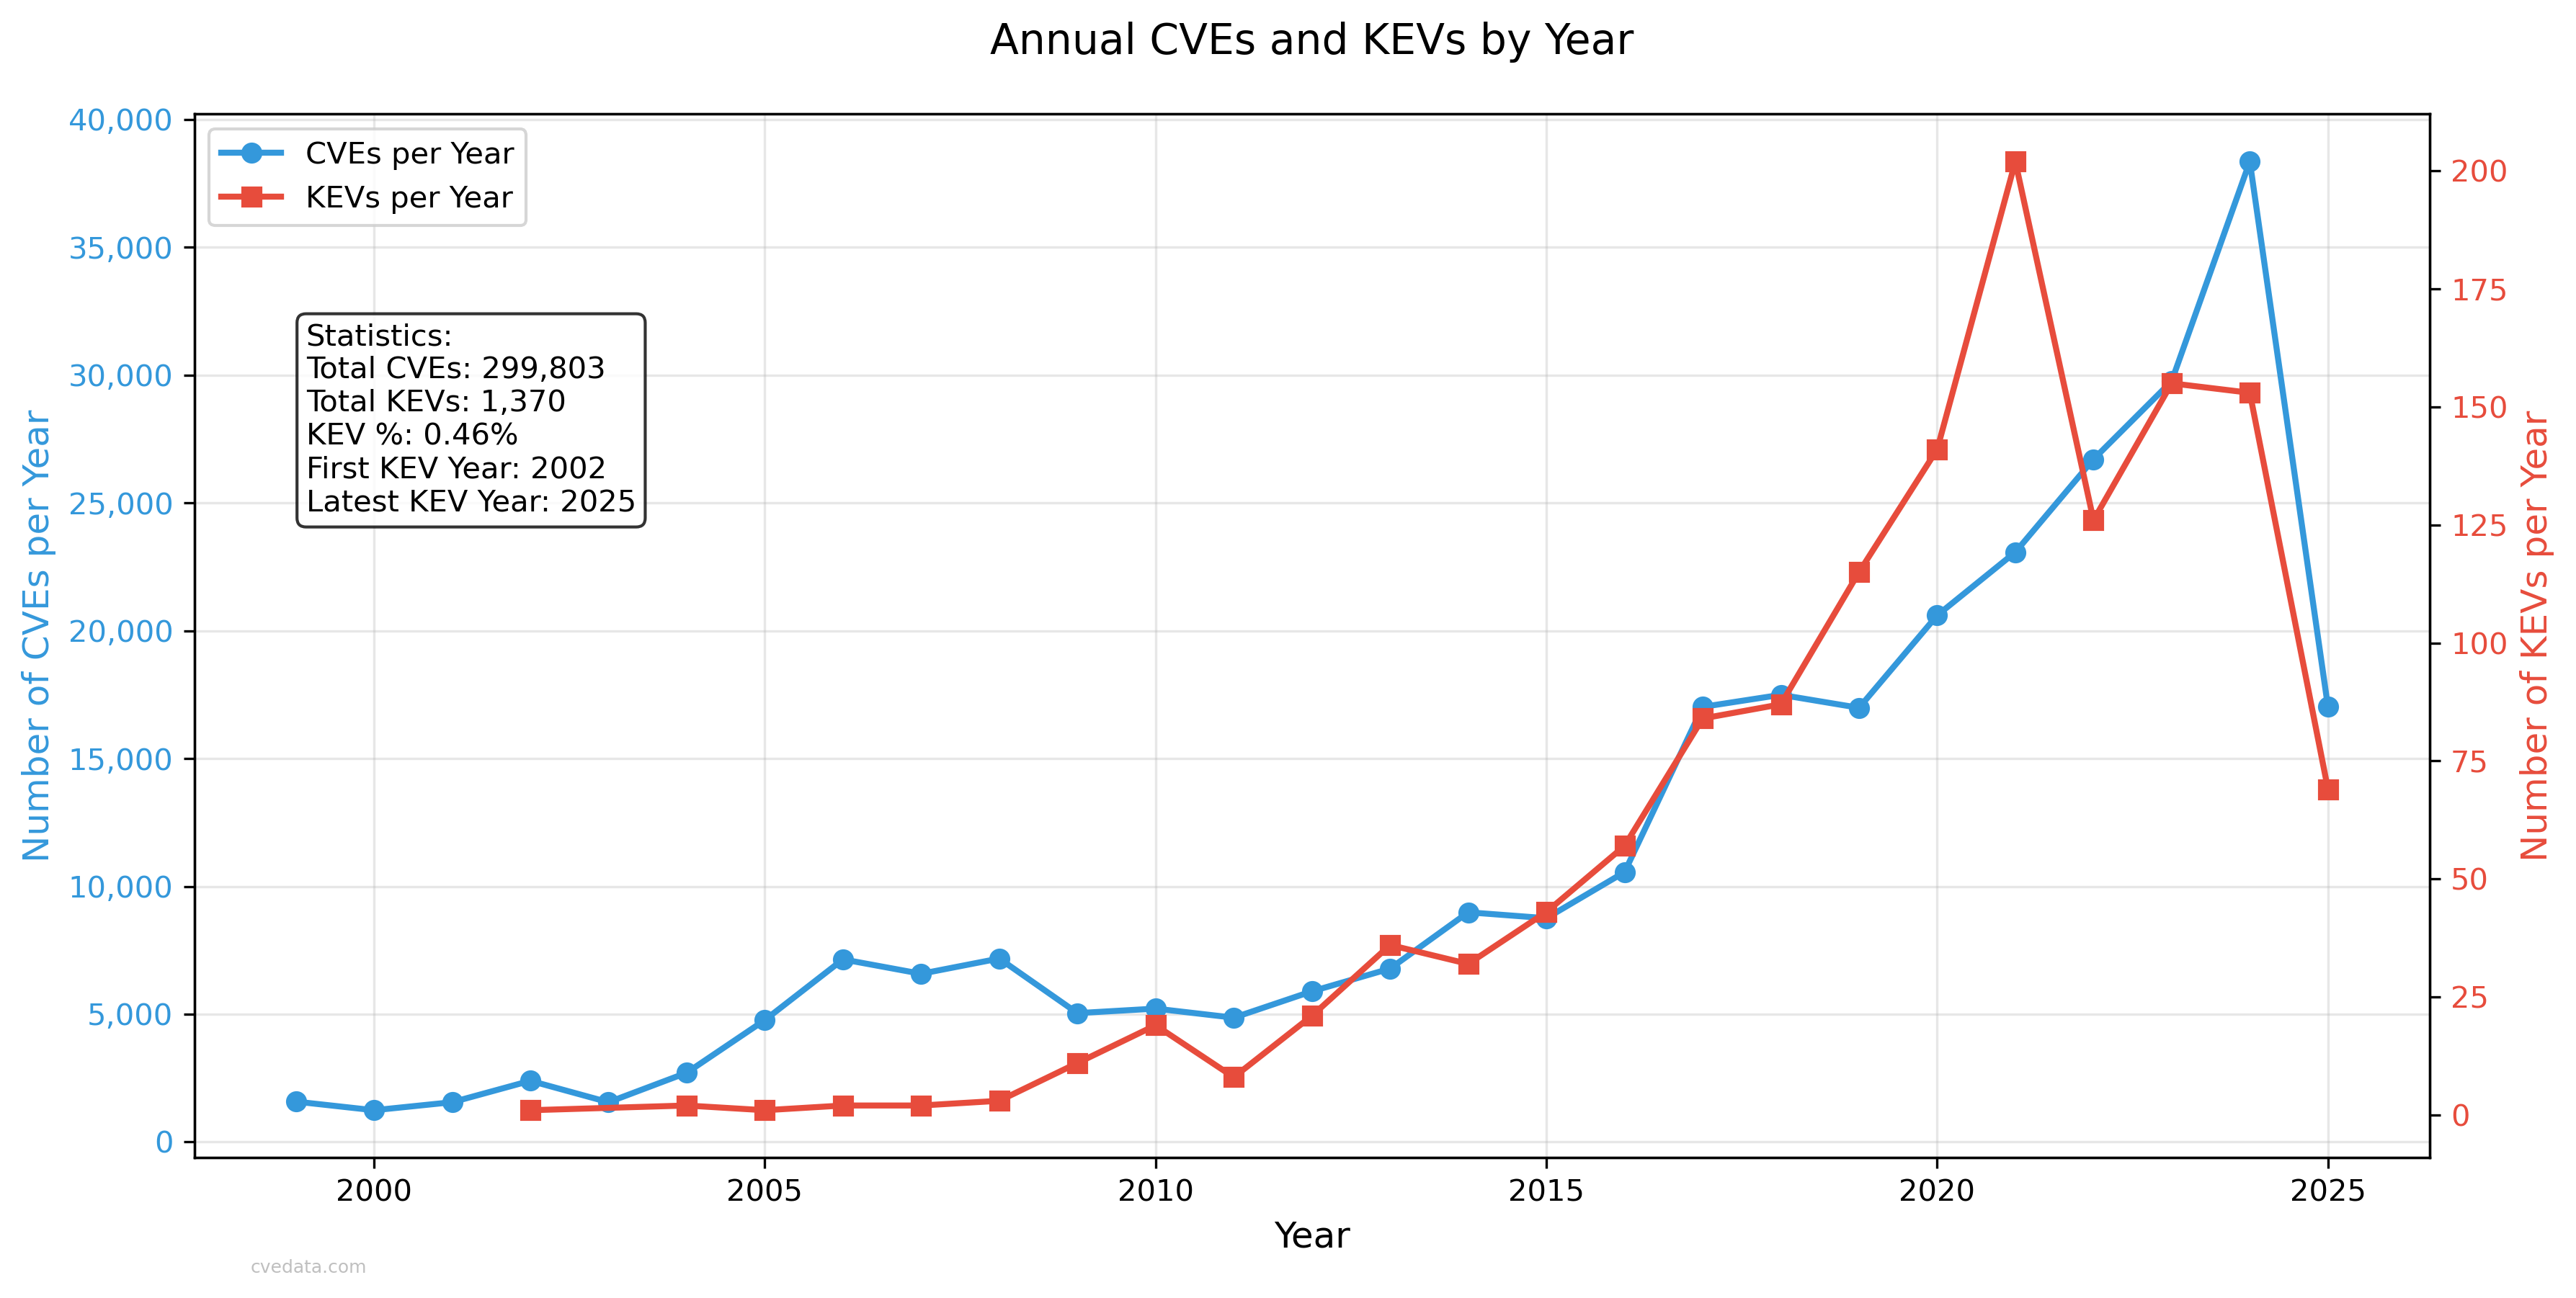 Annual CVEs and KEVs by Year
40,000
35,000
30,000
25,000
20,000
15,000
10,000
5,000
0
Number of CVEs per Year
CVEs per Year
KEVs per Year
Statistics:
Total CVEs: 299,803
Total KEVs: 1,370
KEV %: 0.46%
First KEV Year: 2002
Latest KEV Year: 2025
200
175
150
125
100
75
50
25
0
Number of KEVs per Year
2000 2005 2010 2015 2020 2025
Year
cvedata.com